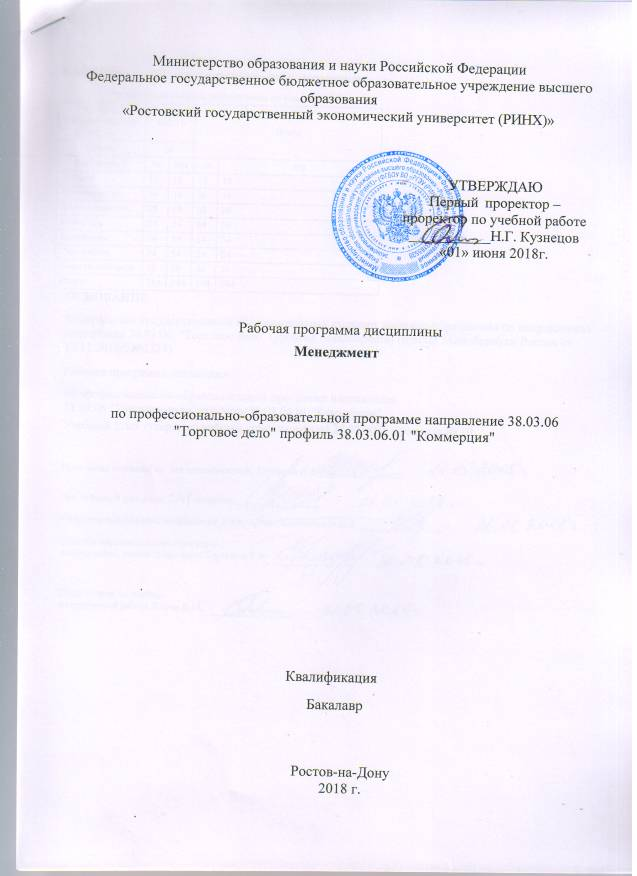 Министерство образования и науки Российской Федерации
Федеральное государственное бюджетное образовательное учреждение высшего
образования
«Ростовский государственный экономический университет (РИНХ)»
УТВЕРЖДАЮ
Первый проректор –
проректор по учебной работе
Н.Г. Кузнецов
«01» июня 2018г.
Рабочая программа дисциплины
Менеджмент
по профессионально-образовательной программе направление 38.03.06
"Торговое дело" профиль 38.03.06.01 "Коммерция"
Квалификация
Бакалавр
Ростов-на-Дону
2018 г.